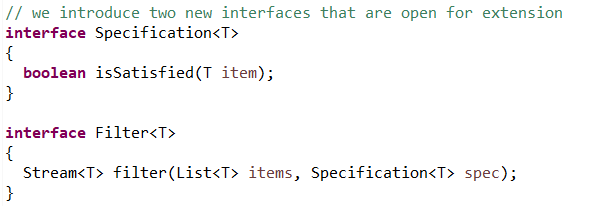 // we introduce two new interfaces that are open for extension
interface Specification<T>
{
  boolean isSatisfied(T item);
}

interface Filter<T>
{
  Stream<T> filter(List<T> items, Specification<T> spec);
}